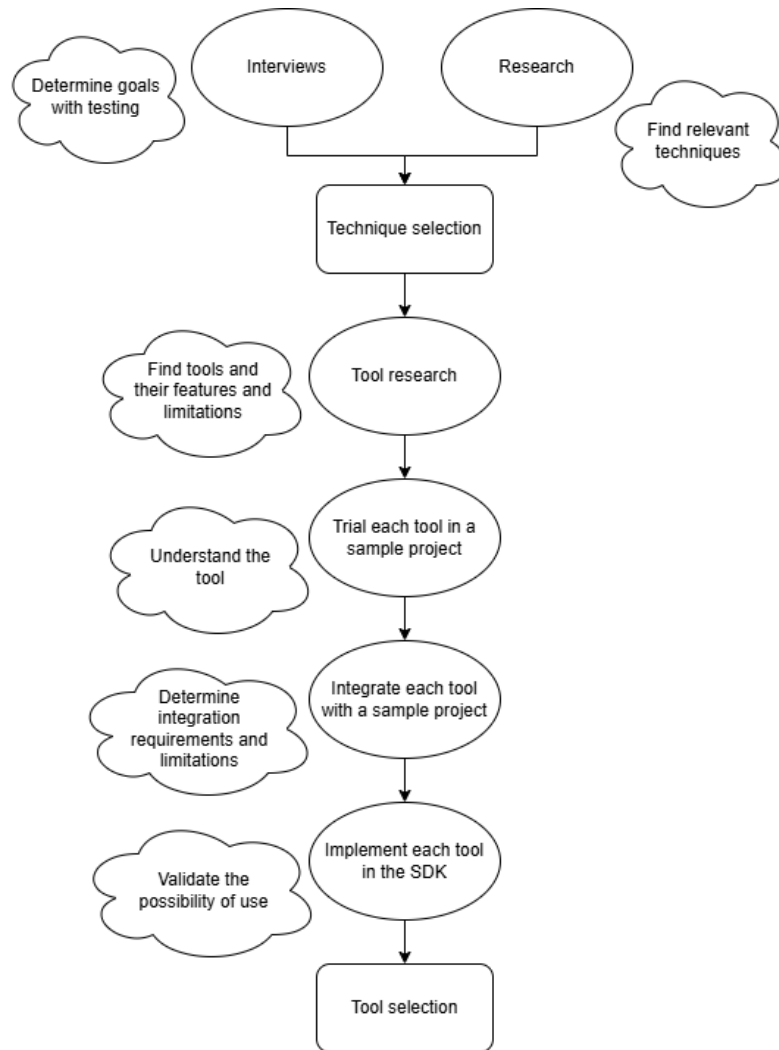 Interviews
Research
Determine goals
with testing
Find relevant
techniques
Technique selection
Find tools and
their features and
limitations
Tool research
Trial each tool in a
sample project
Understand the
tool
Integrate each tool
with a sample project
Determine
integration
requirements and
limitations
Implement each tool
in the SDK
Validate the
possibility of use
Tool selection